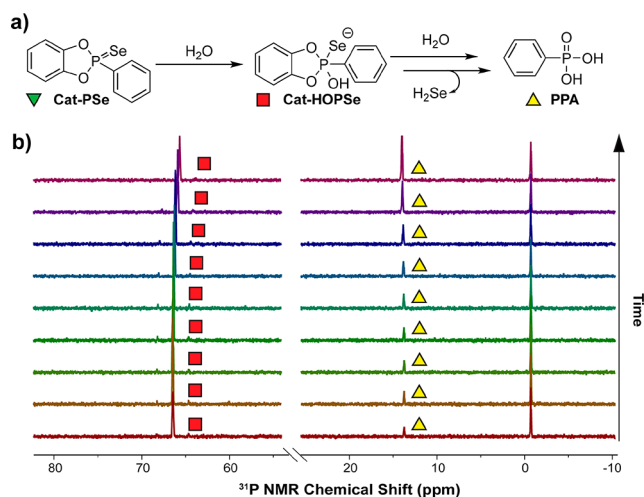 a)
O
P=Se
O
Cat-PSe
H₂O
O
Se
⊖
P
O
OH
Cat-HOPSe
H₂O
H₂Se
O
P
OH
OH
PPA
b)
Time
80 70 60 20 10 0 -10
³¹P NMR Chemical Shift (ppm)